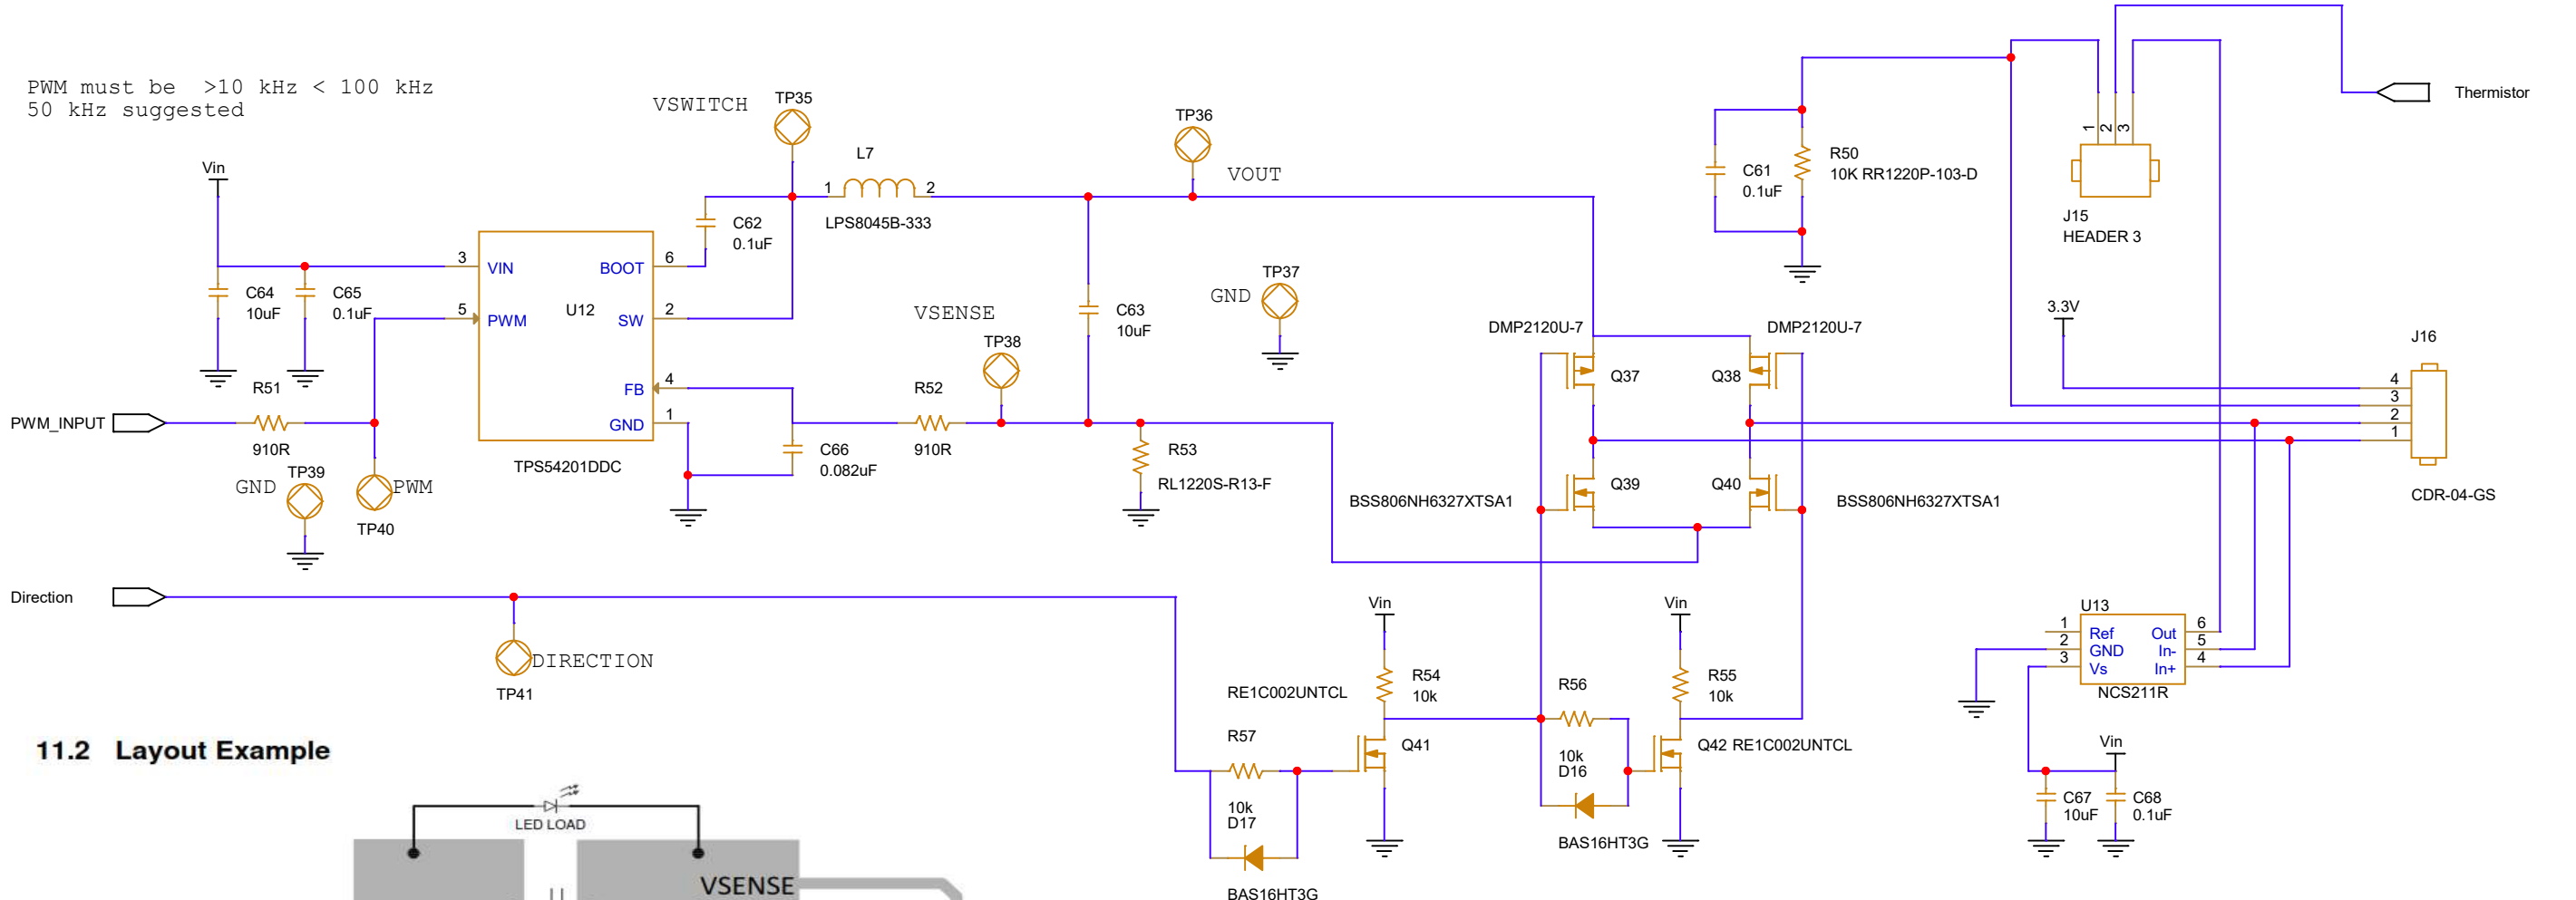 PWM must be  >10 kHz < 100 kHz
50 kHz suggested
Vin
3
VIN
5
PWM
U12
BOOT
6
SW
2
FB
4
GND
1
TPS54201DDC
C64
10uF
C65
0.1uF
R51
910R
PWM_INPUT
GND
TP39
PWM
TP40
VSWITCH
TP35
C62
0.1uF
L7
1
2
LPS8045B-333
TP36
VOUT
VSENSE
TP38
R52
910R
C66
0.082uF
C63
10uF
R53
RL1220S-R13-F
TP37
GND
C61
0.1uF
R50
10K RR1220P-103-D
1
2
3
J15
HEADER 3
Thermistor
3.3V
J16
4
3
2
1
CDR-04-GS
DMP2120U-7
DMP2120U-7
Q37
Q38
Q39
Q40
BSS806NH6327XTSA1
BSS806NH6327XTSA1
Direction
DIRECTION
TP41
Vin
R54
10k
RE1C002UNTCL
Q41
R57
10k
D17
BAS16HT3G
Vin
R55
10k
R56
10k
D16
BAS16HT3G
Q42 RE1C002UNTCL
U13
1
Ref
2
GND
3
Vs
Out
6
In-
5
In+
4
NCS211R
Vin
C67
10uF
C68
0.1uF
11.2 Layout Example
LED LOAD
VSENSE